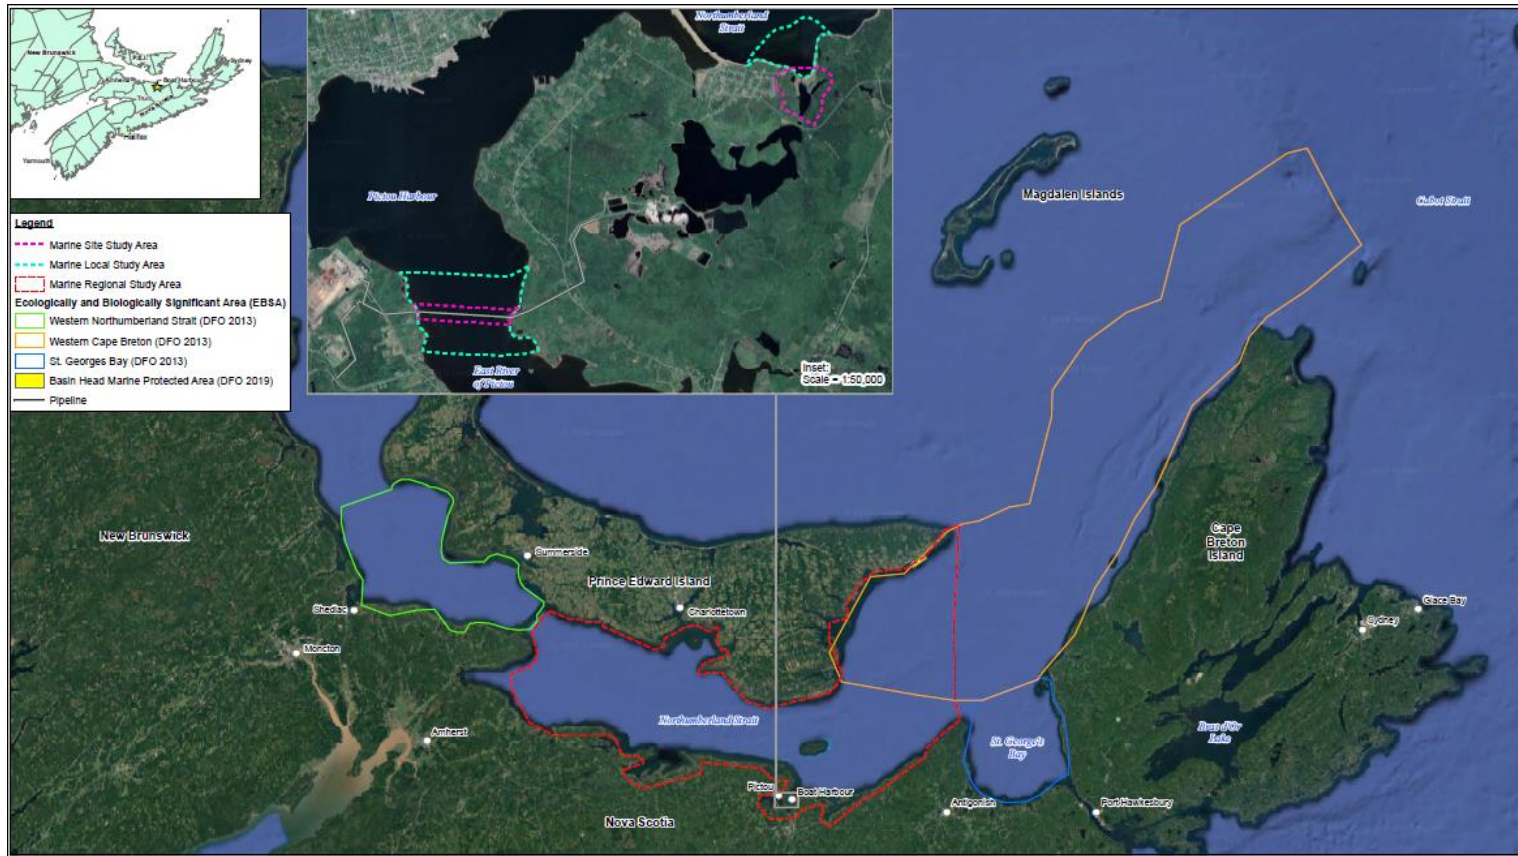 New Brunswick
P.E.I.
Sydney
Amherst
Boat Harbour
Truro
Halifax
Yarmouth
Legend
Marine Site Study Area
Marine Local Study Area
Marine Regional Study Area
Ecologically and Biologically Significant Area (EBSA)
Western Northumberland Strait (DFO 2013)
Western Cape Breton (DFO 2013)
St. Georges Bay (DFO 2013)
Basin Head Marine Protected Area (DFO 2019)
Pipeline
Northumberland
Strait
Pictou Harbour
East River
of Pictou
Inset:
Scale = 1:50,000
Magdalen Islands
Cabot Strait
New Brunswick
Summerside
Prince Edward Island
Charlottetown
Shediac
Moncton
Amherst
Northumberland Strait
Cape
Breton
Island
Glace Bay
Sydney
Bras d'Or
Lake
St. George's
Bay
Pictou
Boat Harbour
Antigonish
Port Hawkesbury
Nova Scotia